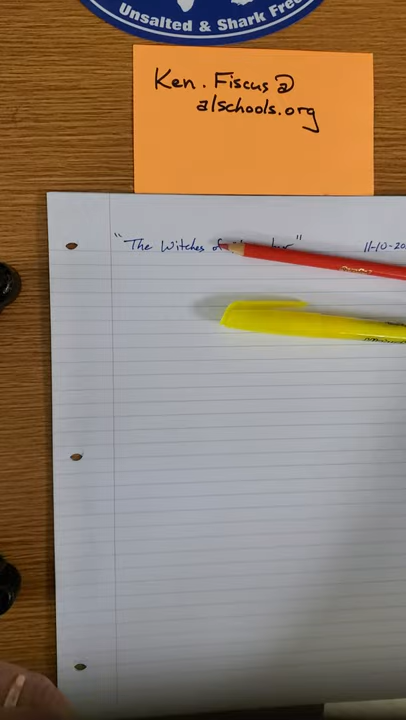 Unsalted & Shark Free
Ken.Fiscus@
alschools.org
"The Witches of
11-10-20